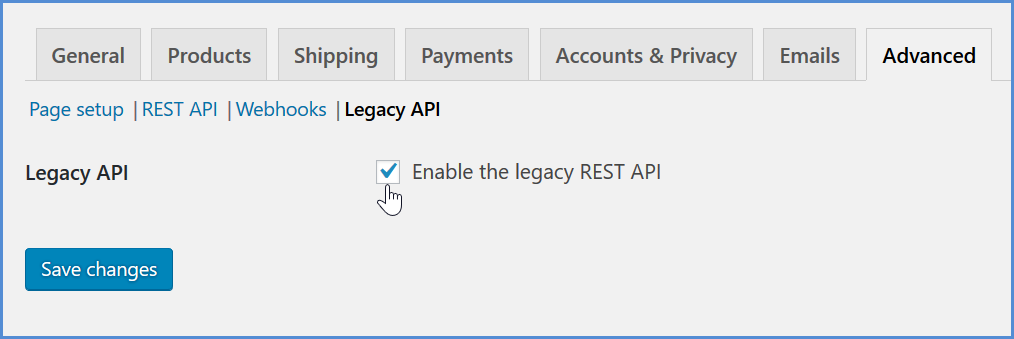 General Products Shipping Payments Accounts & Privacy Emails Advanced
Page setup | REST API | Webhooks | Legacy API
Legacy API Enable the legacy REST API
Save changes